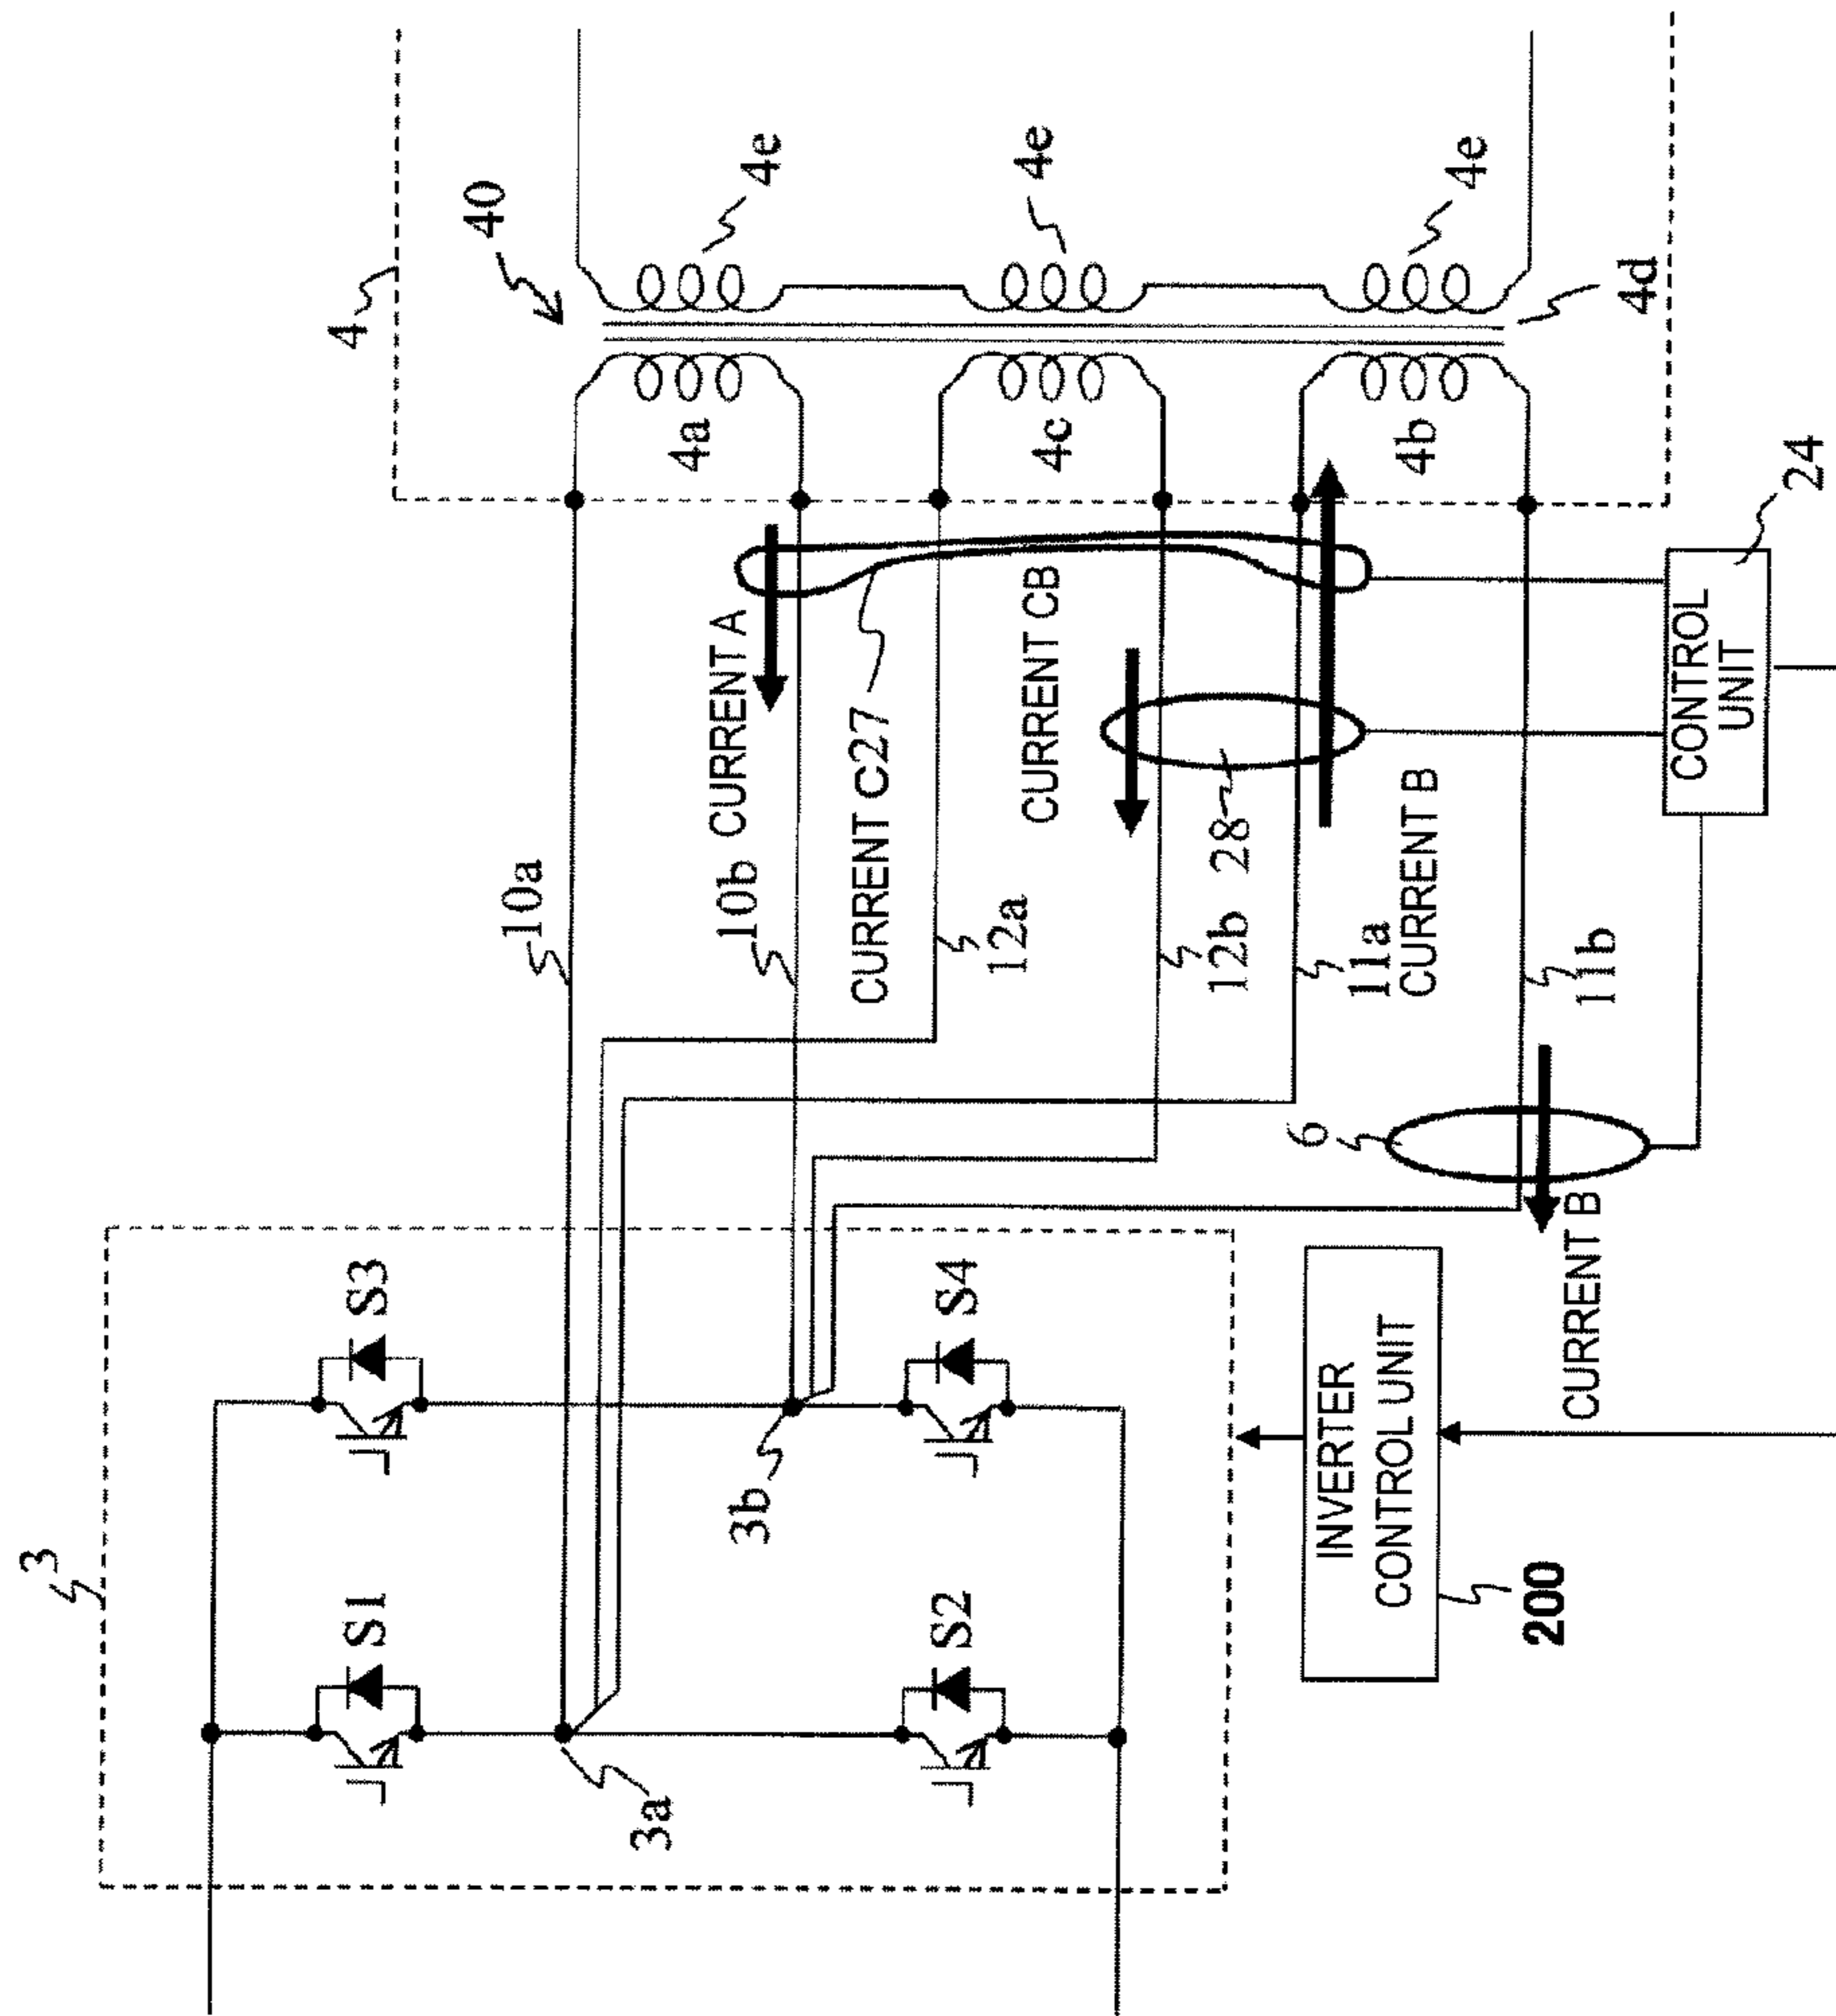 3
S1
S3
3a
3b
S2
S4
INVERTER
CONTROL UNIT
200
10a
10b
CURRENT A
CURRENT C27
12a
CURRENT CB
12b
28
11a
CURRENT B
11b
6
CURRENT B
CONTROL
UNIT
24
4
40
4a
4c
4b
4e
4e
4e
4d